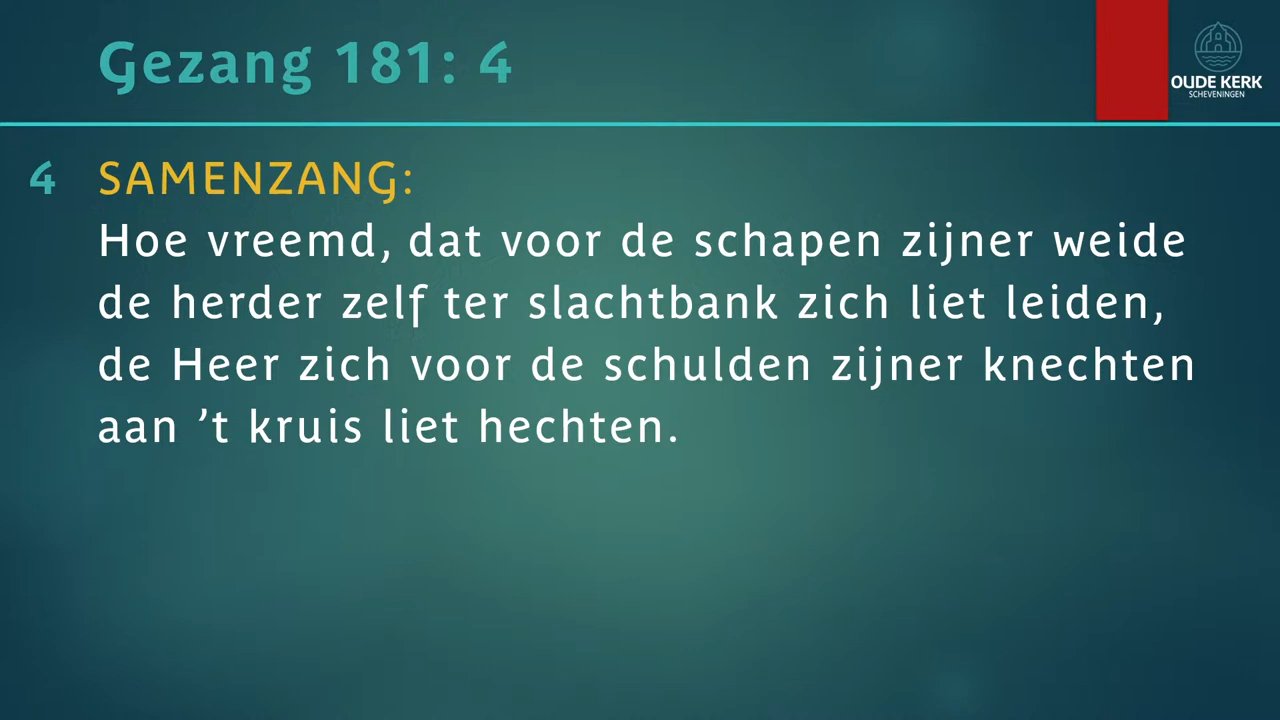 Gezang 181: 4
OUDE KERK
SCHEVENINGEN
4 SAMENZANG:
Hoe vreemd, dat voor de schapen zijner weide
de herder zelf ter slachtbank zich liet leiden,
de Heer zich voor de schulden zijner knechten
aan ’t kruis liet hechten.